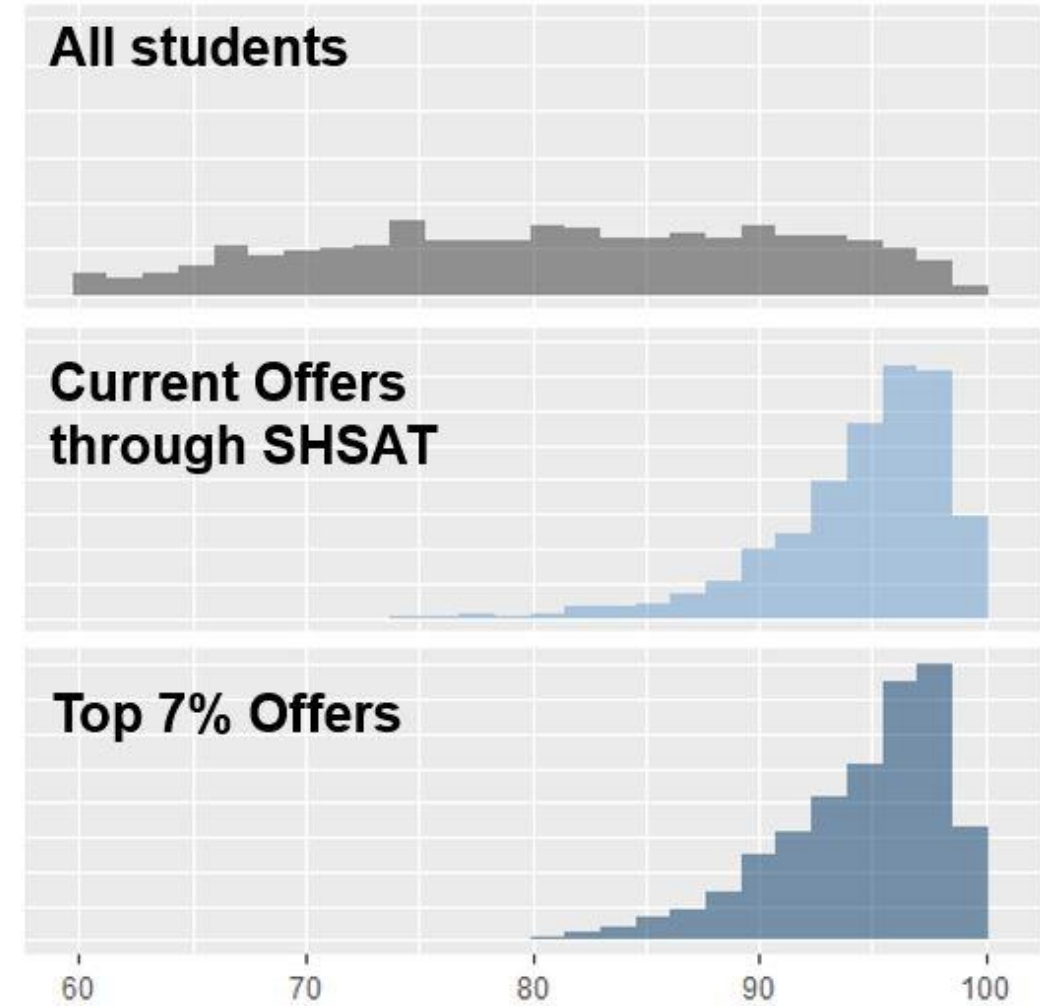 All students
Current Offers
through SHSAT
Top 7% Offers
60 70 80 90 100